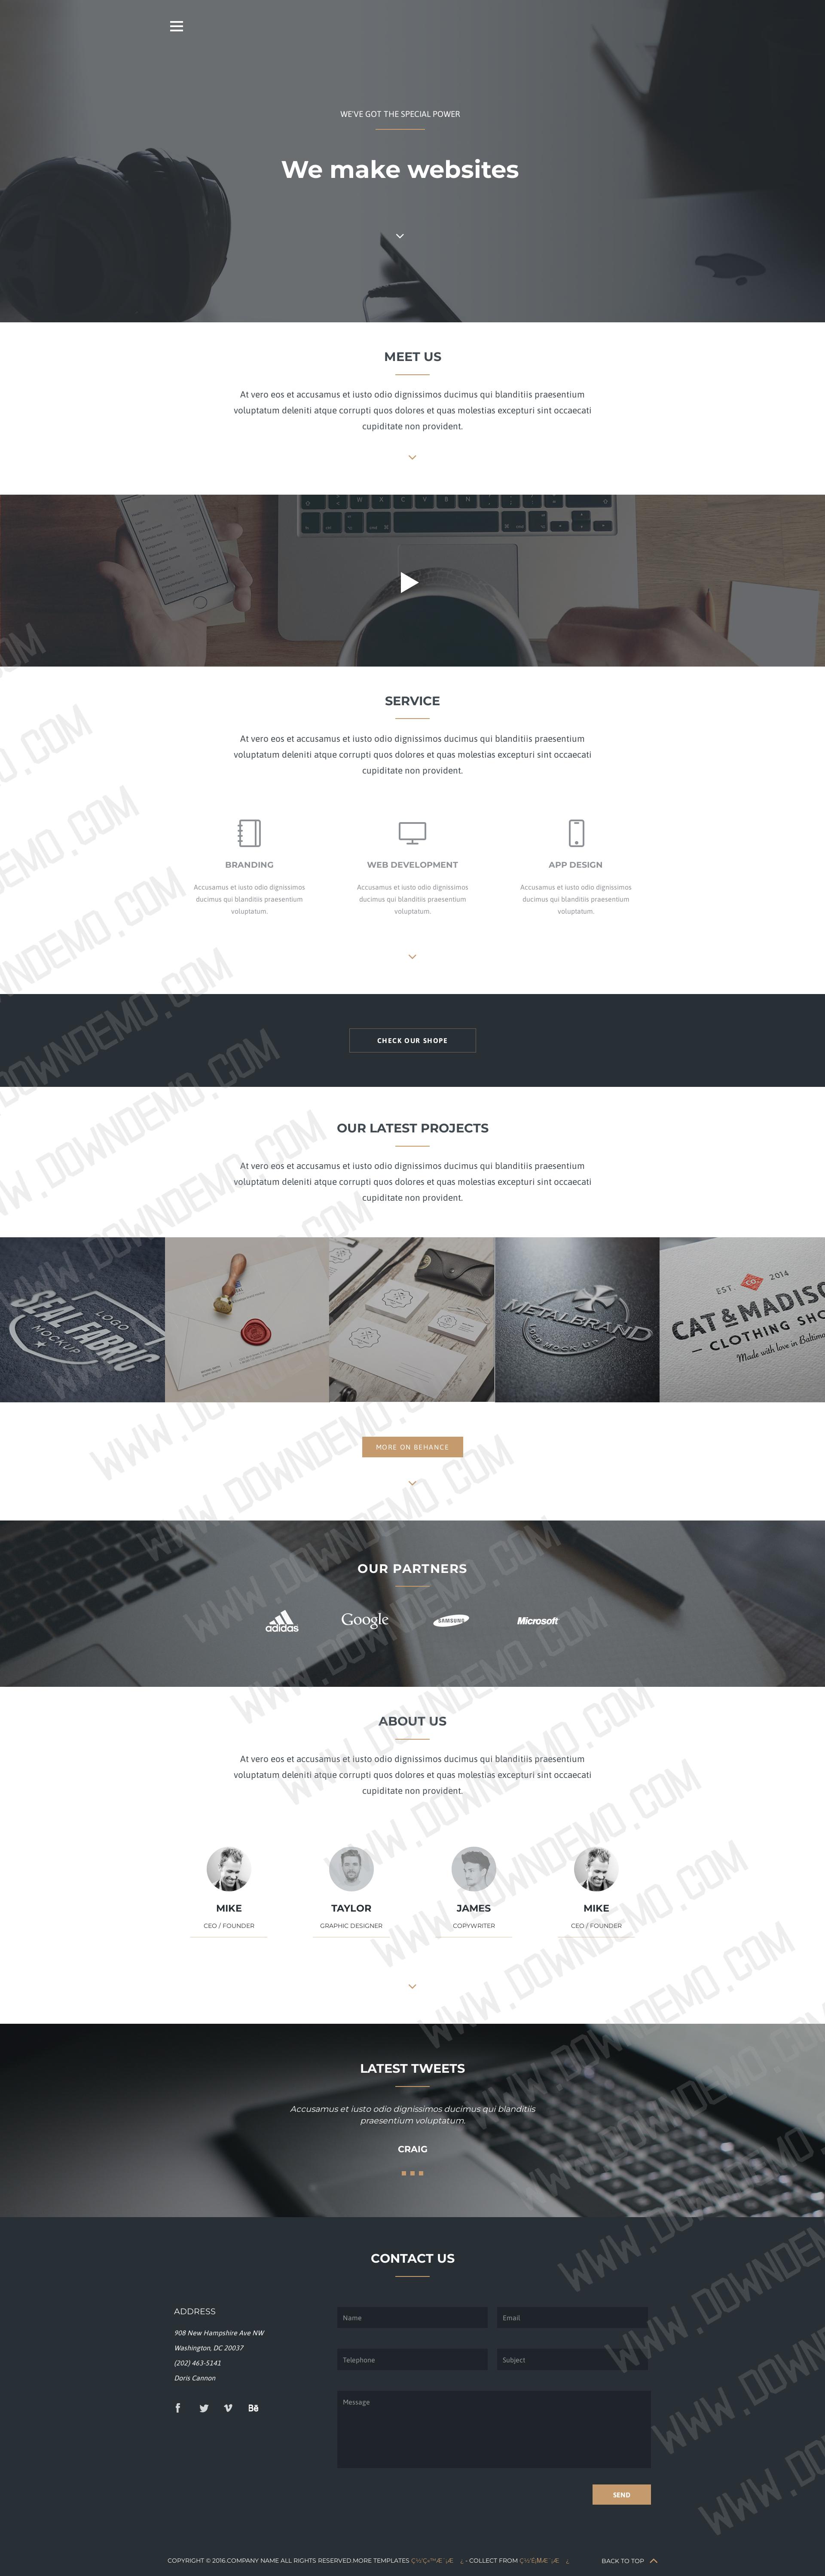 WE'VE GOT THE SPECIAL POWER
We make websites
MEET US
At vero eos et accusamus et iusto odio dignissimos ducimus qui blanditiis praesentium
voluptatum deleniti atque corrupti quos dolores et quas molestias excepturi sint occaecati
cupiditate non provident.
SERVICE
At vero eos et accusamus et iusto odio dignissimos ducimus qui blanditiis praesentium
voluptatum deleniti atque corrupti quos dolores et quas molestias excepturi sint occaecati
cupiditate non provident.
BRANDING
WEB DEVELOPMENT
APP DESIGN
Accusamus et iusto odio dignissimos
ducimus qui blanditiis praesentium
voluptatum.
Accusamus et iusto odio dignissimos
ducimus qui blanditiis praesentium
voluptatum.
Accusamus et iusto odio dignissimos
ducimus qui blanditiis praesentium
voluptatum.
CHECK OUR SHOPE
OUR LATEST PROJECTS
At vero eos et accusamus et iusto odio dignissimos ducimus qui blanditiis praesentium
voluptatum deleniti atque corrupti quos dolores et quas molestias excepturi sint occaecati
cupiditate non provident.
SEAL FABRIC
LOGO
MOCKUP
METALBRAND
LOGO MOCK UP
EST. CO. 2014
CAT&MADISO
CLOTHING SHO
Made with love in Baltimo
MORE ON BEHANCE
OUR PARTNERS
adidas
Google
SAMSUNG
Microsoft
ABOUT US
At vero eos et accusamus et iusto odio dignissimos ducimus qui blanditiis praesentium
voluptatum deleniti atque corrupti quos dolores et quas molestias excepturi sint occaecati
cupiditate non provident.
MIKE
CEO / FOUNDER
TAYLOR
GRAPHIC DESIGNER
JAMES
COPYWRITER
MIKE
CEO / FOUNDER
LATEST TWEETS
Accusamus et iusto odio dignissimos ducimus qui blanditiis
praesentium voluptatum.
CRAIG
CONTACT US
ADDRESS
908 New Hampshire Ave NW
Washington, DC 20037
(202) 463-5141
Doris Cannon
Name
Email
Telephone
Subject
Message
SEND
COPYRIGHT © 2016.COMPANY NAME ALL RIGHTS RESERVED.MORE TEMPLATES - COLLECT FROM
BACK TO TOP
WWW.DOWNDEMO.COM